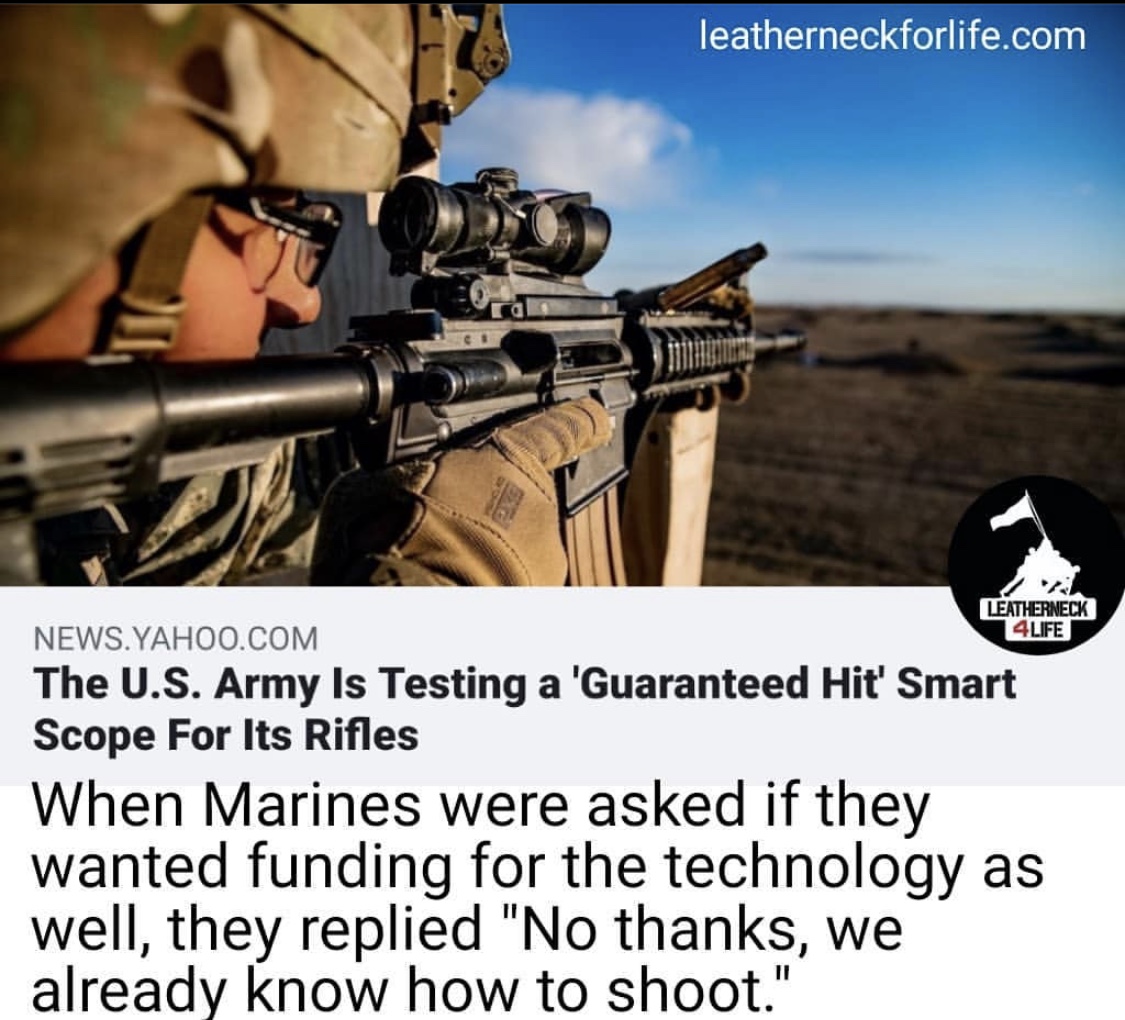 leatherneckforlife.com
LEATHERNECK
4LIFE
NEWS.YAHOO.COM
The U.S. Army Is Testing a 'Guaranteed Hit' Smart
Scope For Its Rifles
When Marines were asked if they
wanted funding for the technology as
well, they replied "No thanks, we
already know how to shoot."